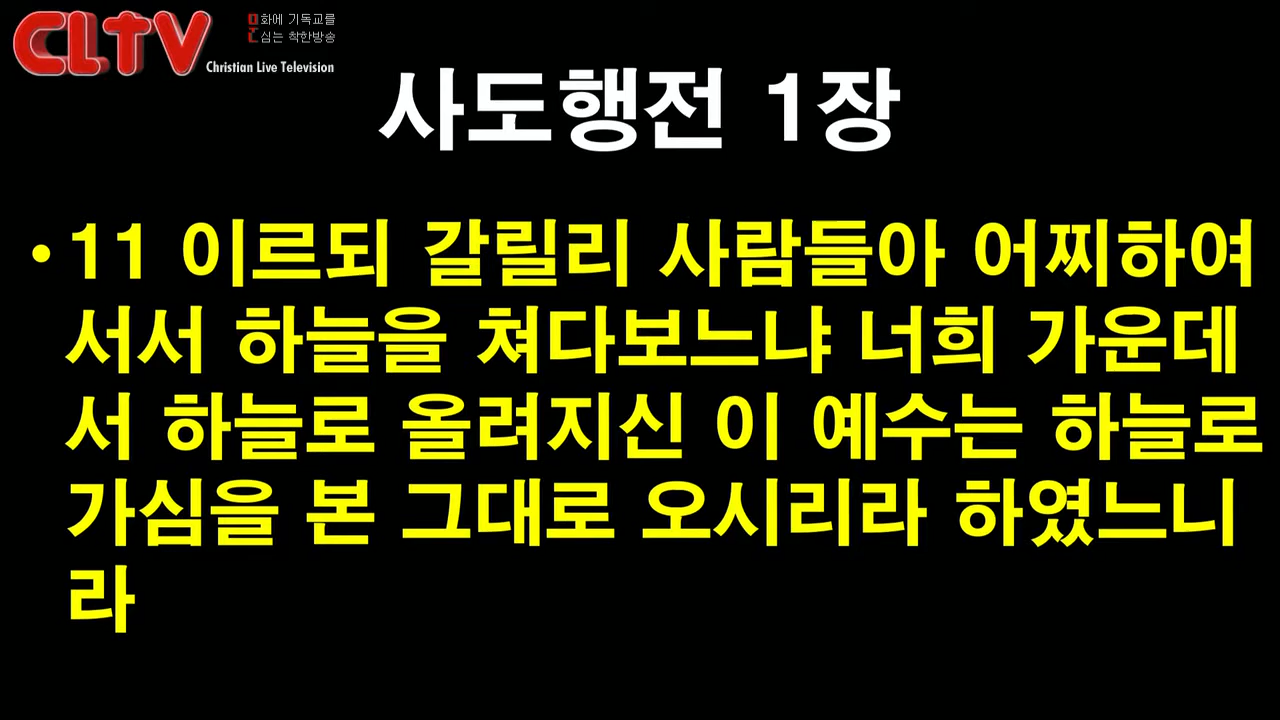 CLTV
문화에 기독교를
심는 착한방송
Christian Live Television
사도행전 1장
• 11 이르되 갈릴리 사람들아 어찌하여
서서 하늘을 쳐다보느냐 너희 가운데
서 하늘로 올려지신 이 예수는 하늘로
가심을 본 그대로 오시리라 하였느니
라